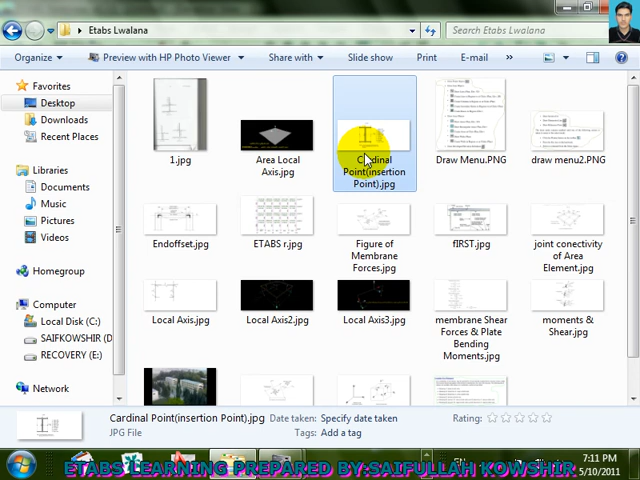 Etabs Lwalana
Search Etabs Lwalana
Organize
Preview with HP Photo Viewer
Share with
Slide show
Print
E-mail
»
Favorites
Desktop
Downloads
Recent Places
Libraries
Documents
Music
Pictures
Videos
Homegroup
Computer
Local Disk (C:)
SAIFKOWSHIR (D
RECOVERY (E:)
Network
1.jpg
Area Local
Axis.jpg
Cardinal
Point(insertion
Point).jpg
Draw Menu.PNG
draw menu2.PNG
Endoffset.jpg
ETABS r.jpg
Figure of
Membrane
Forces.jpg
fIRST.jpg
joint conectivity
of Area
Element.jpg
Local Axis.jpg
Local Axis2.jpg
Local Axis3.jpg
membrane Shear
Forces & Plate
Bending
Moments.jpg
moments &
Shear.jpg
Cardinal Point(insertion Point).jpg
Date taken: Specify date taken
Rating:
JPG File
Tags: Add a tag
7:11 PM
5/10/2011
ETABS LEARNING PREPARED BY:SAIFULLAH KOWSHIR